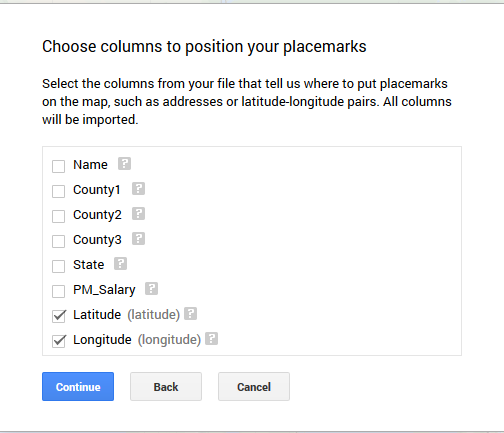 Choose columns to position your placemarks
Select the columns from your file that tell us where to put placemarks
on the map, such as addresses or latitude-longitude pairs. All columns
will be imported.
Name ?
County1 ?
County2 ?
County3 ?
State ?
PM_Salary ?
Latitude (latitude) ?
Longitude (longitude) ?
Continue Back Cancel